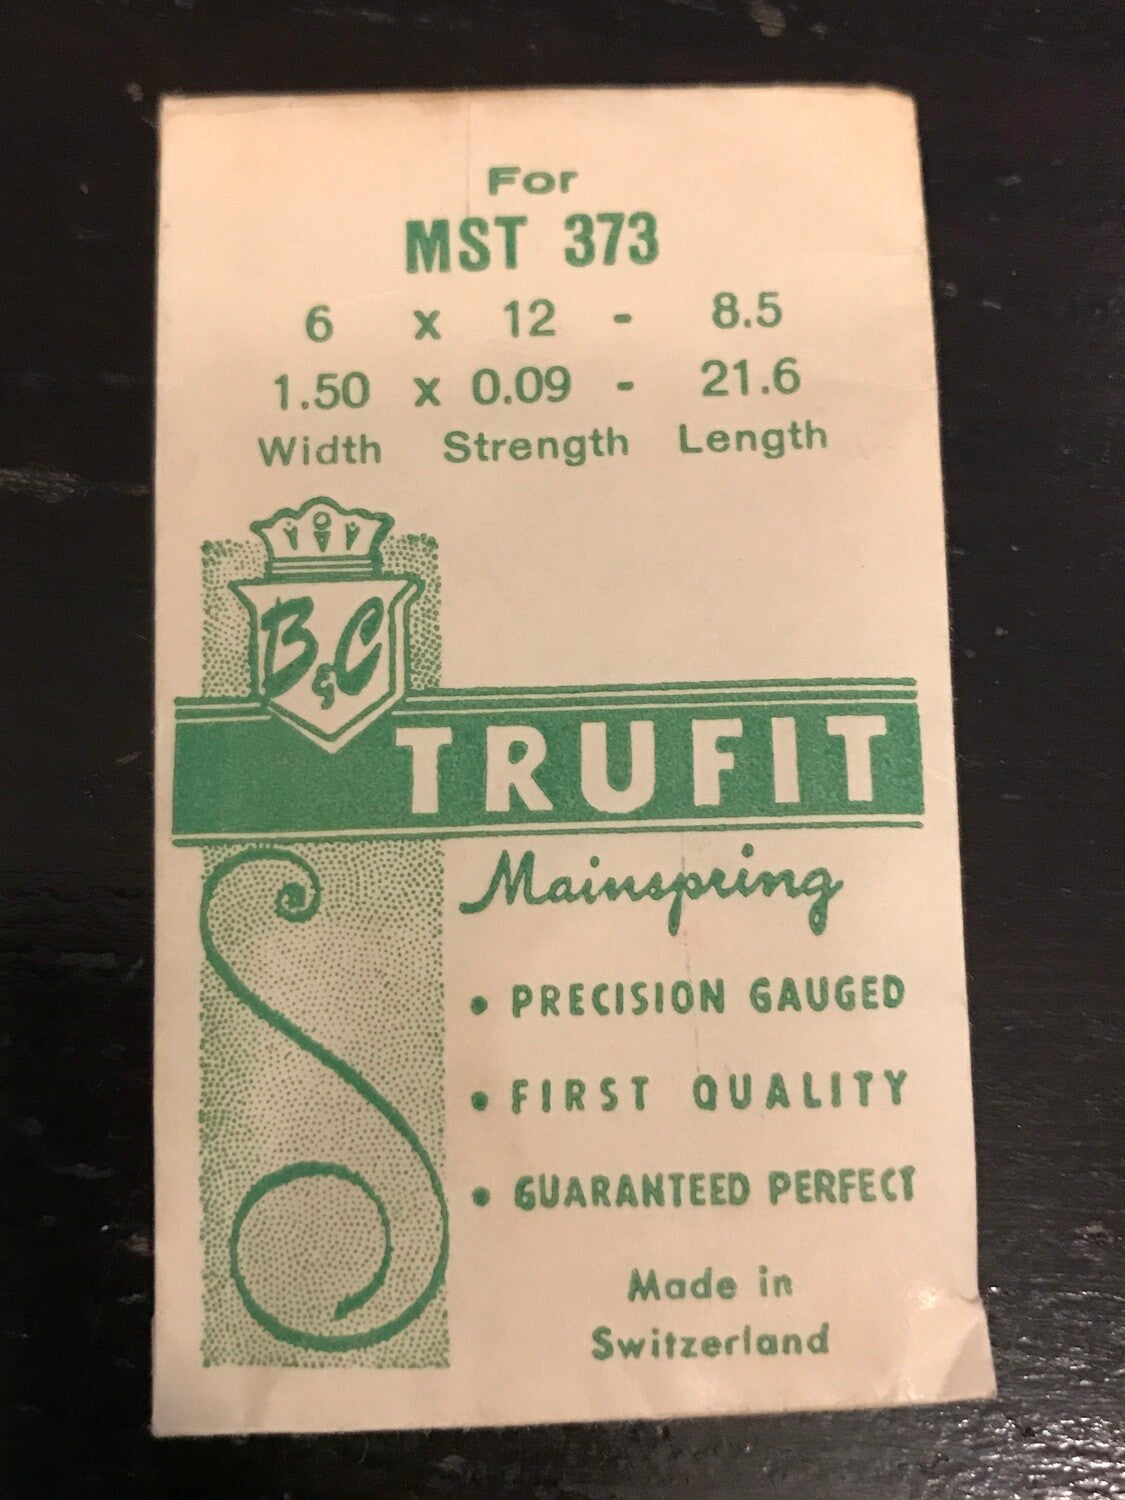 For
MST 373
6 x 12 - 8.5
1.50 x 0.09 - 21.6
Width Strength Length
B&C
TRUFIT
Mainspring
• PRECISION GAUGED
• FIRST QUALITY
• GUARANTEED PERFECT
Made in
Switzerland